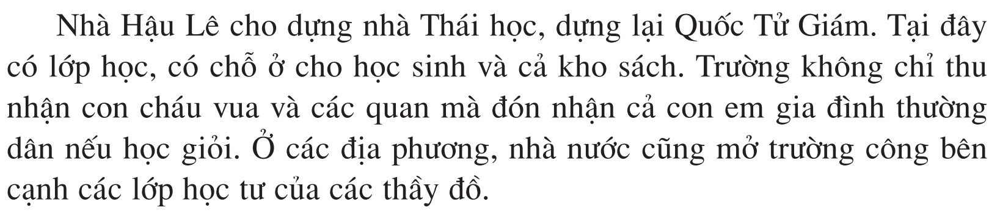 Nhà Hậu Lê cho dựng nhà Thái học, dựng lại Quốc Tử Giám. Tại đây
có lớp học, có chỗ ở cho học sinh và cả kho sách. Trường không chỉ thu
nhận con cháu vua và các quan mà đón nhận cả con em gia đình thường
dân nếu học giỏi. Ở các địa phương, nhà nước cũng mở trường công bên
cạnh các lớp học tư của các thầy đồ.